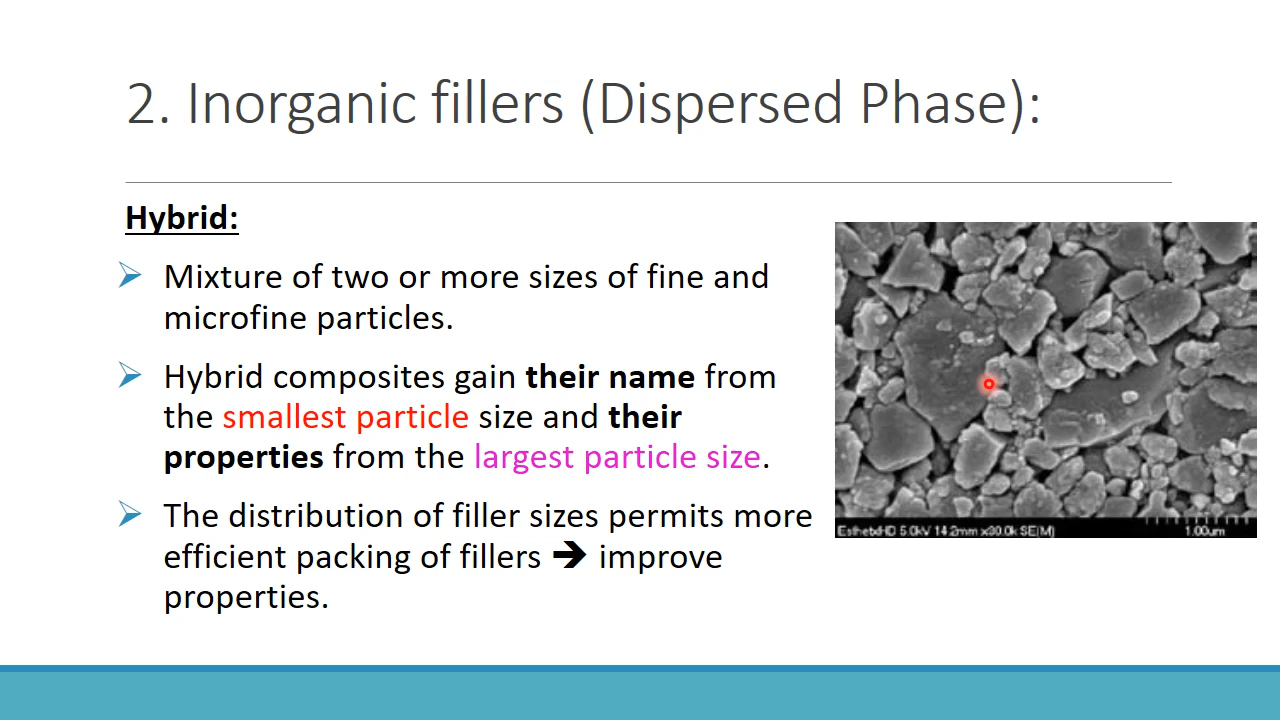 2. Inorganic fillers (Dispersed Phase):
Hybrid:
Mixture of two or more sizes of fine and
microfine particles.
Hybrid composites gain their name from
the smallest particle size and their
properties from the largest particle size.
The distribution of filler sizes permits more
efficient packing of fillers ➔ improve
properties.
5.0kV 14.2mm x30.0k SE(M)
1.00um